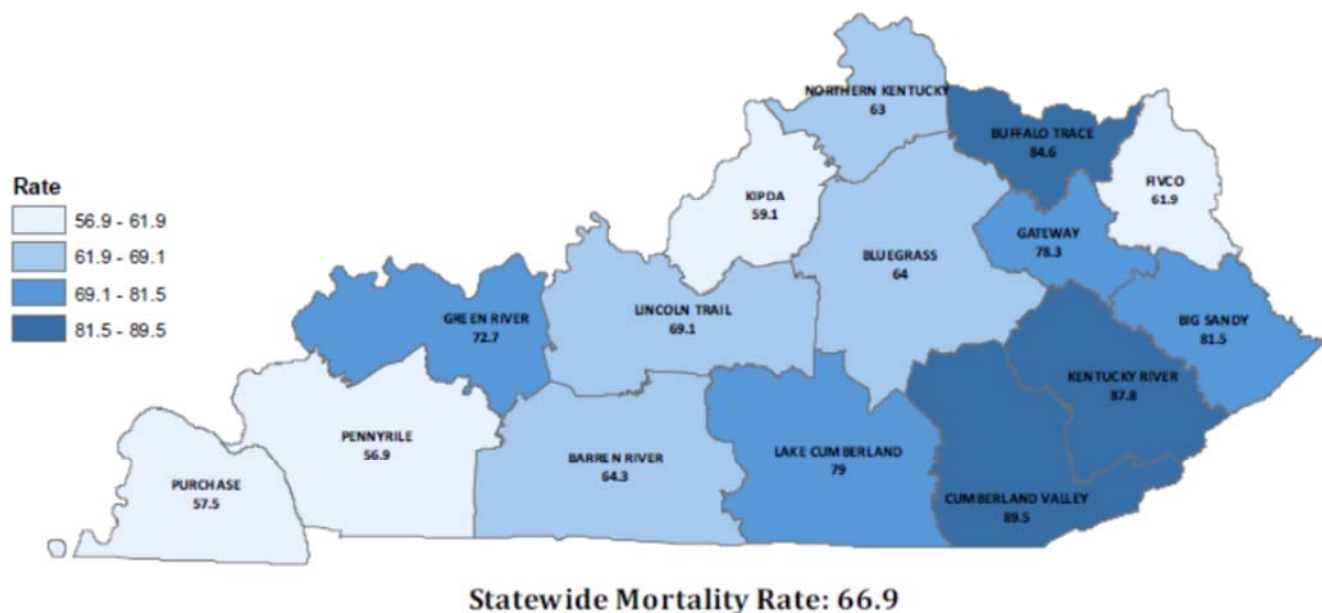 NORTHERN KENTUCKY
63
BUFFALO TRACE
84.6
FIVCO
61.9
Rate
56.9 - 61.9
61.9 - 69.1
69.1 - 81.5
81.5 - 89.5
KIPDA
59.1
GATEWAY
78.3
BLUEGRASS
64
GREEN RIVER
72.7
LINCOLN TRAIL
69.1
BIG SANDY
81.5
KENTUCKY RIVER
87.8
PENNYRILE
56.9
BARREN RIVER
64.3
LAKE CUMBERLAND
79
PURCHASE
57.5
CUMBERLAND VALLEY
89.5
Statewide Mortality Rate: 66.9